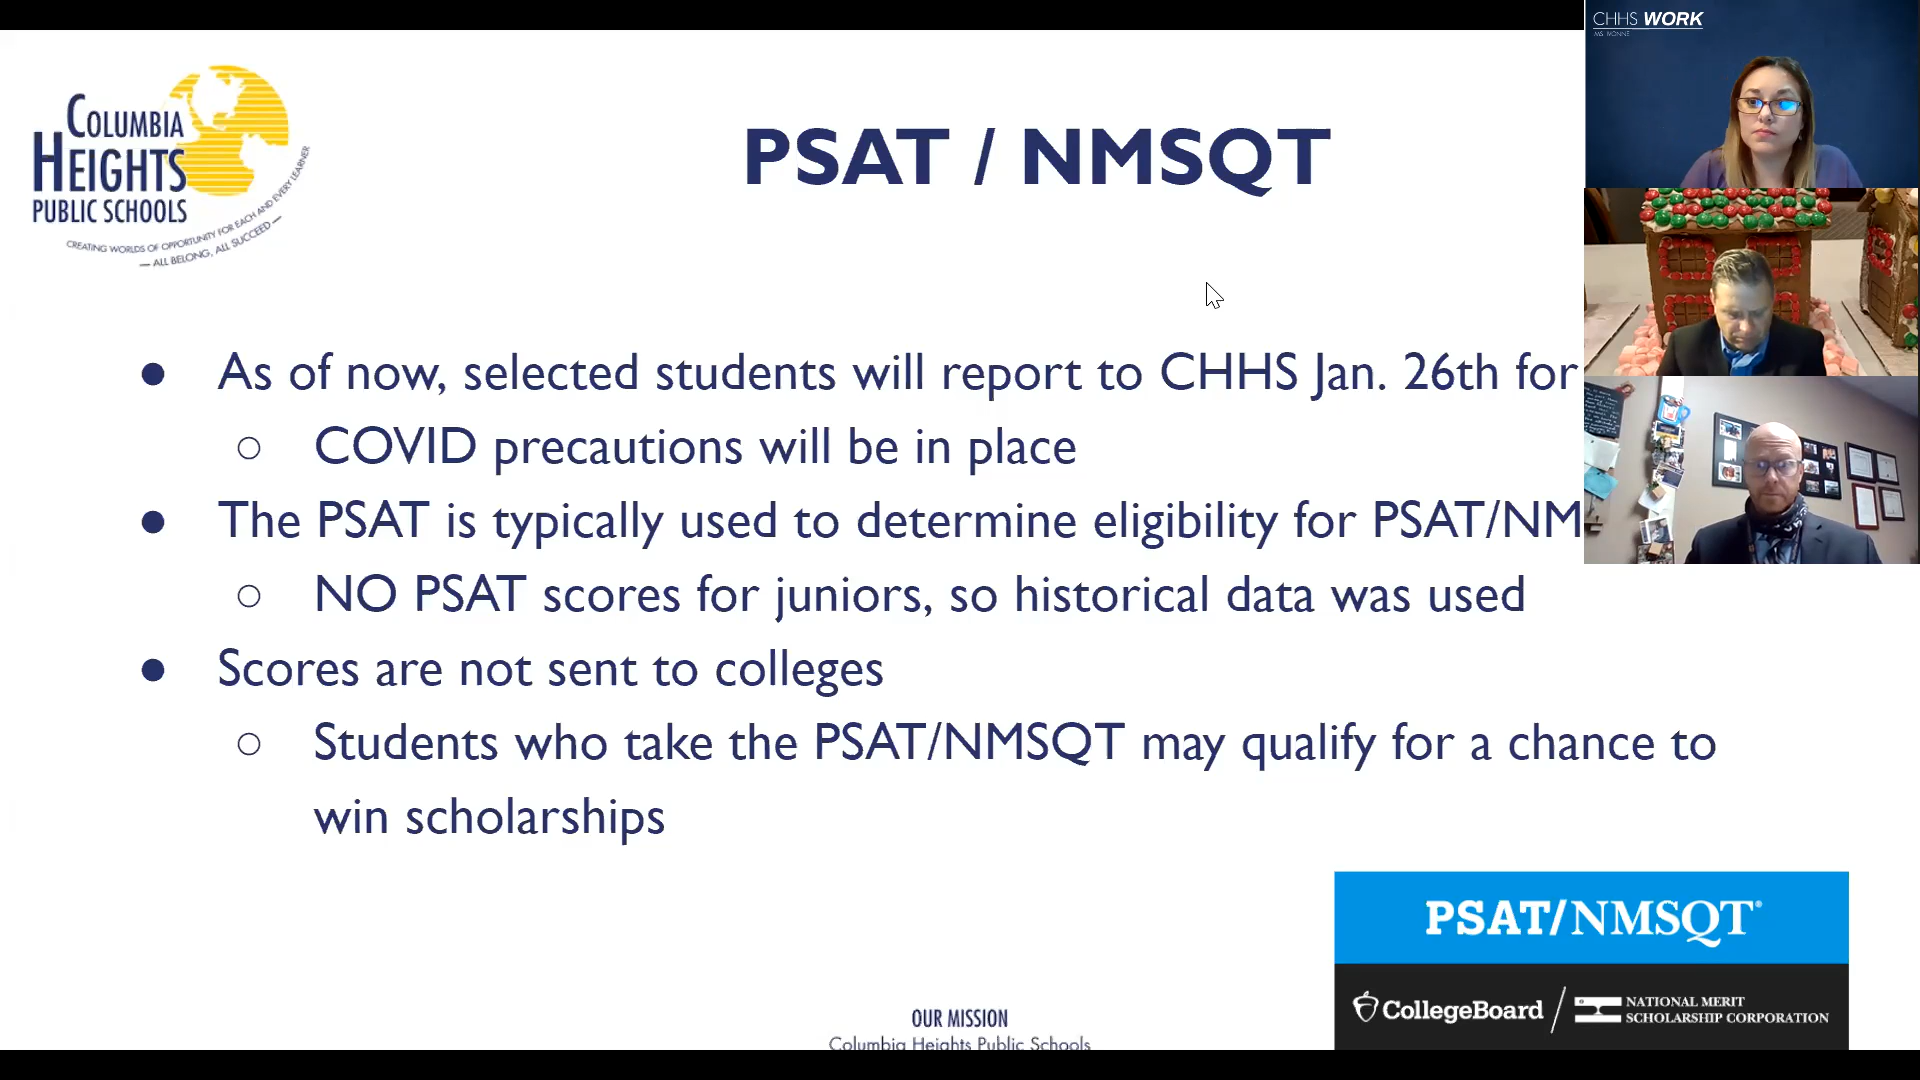 COLUMBIA
HEIGHTS
PUBLIC SCHOOLS
CREATING WORLDS OF OPPORTUNITY FOR EACH AND EVERY LEARNER
— ALL BELONG, ALL SUCCEED —
PSAT / NMSQT
CHHS WORK
MS. MONNE
● As of now, selected students will report to CHHS Jan. 26th for
○ COVID precautions will be in place
● The PSAT is typically used to determine eligibility for PSAT/NM
○ NO PSAT scores for juniors, so historical data was used
● Scores are not sent to colleges
○ Students who take the PSAT/NMSQT may qualify for a chance to
win scholarships
PSAT/NMSQT®
CollegeBoard
NATIONAL MERIT
SCHOLARSHIP CORPORATION
OUR MISSION
Columbia Heights Public Schools